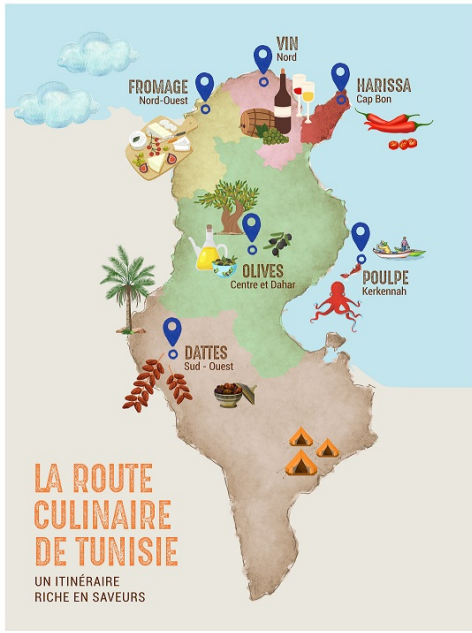 VIN
Nord
FROMAGE
Nord-Ouest
HARISSA
Cap Bon
OLIVES
Centre et Dahar
POULPE
Kerkennah
DATTES
Sud - Ouest
LA ROUTE
CULINAIRE
DE TUNISIE
UN ITINÉRAIRE
RICHE EN SAVEURS